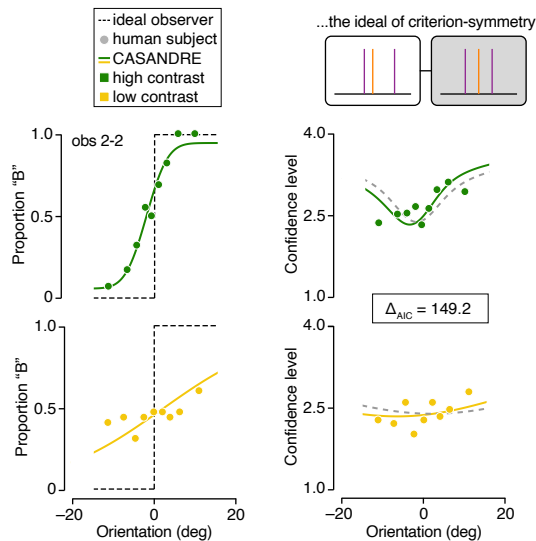 ideal observer
human subject
CASANDRE
high contrast
low contrast
...the ideal of criterion-symmetry
obs 2-2
Proportion “B”
1.0
0.5
0
Confidence level
4.0
2.5
1.0
Δ_AIC = 149.2
Proportion “B”
1.0
0.5
0
–20
0
20
Orientation (deg)
Confidence level
4.0
2.5
1.0
–20
0
20
Orientation (deg)